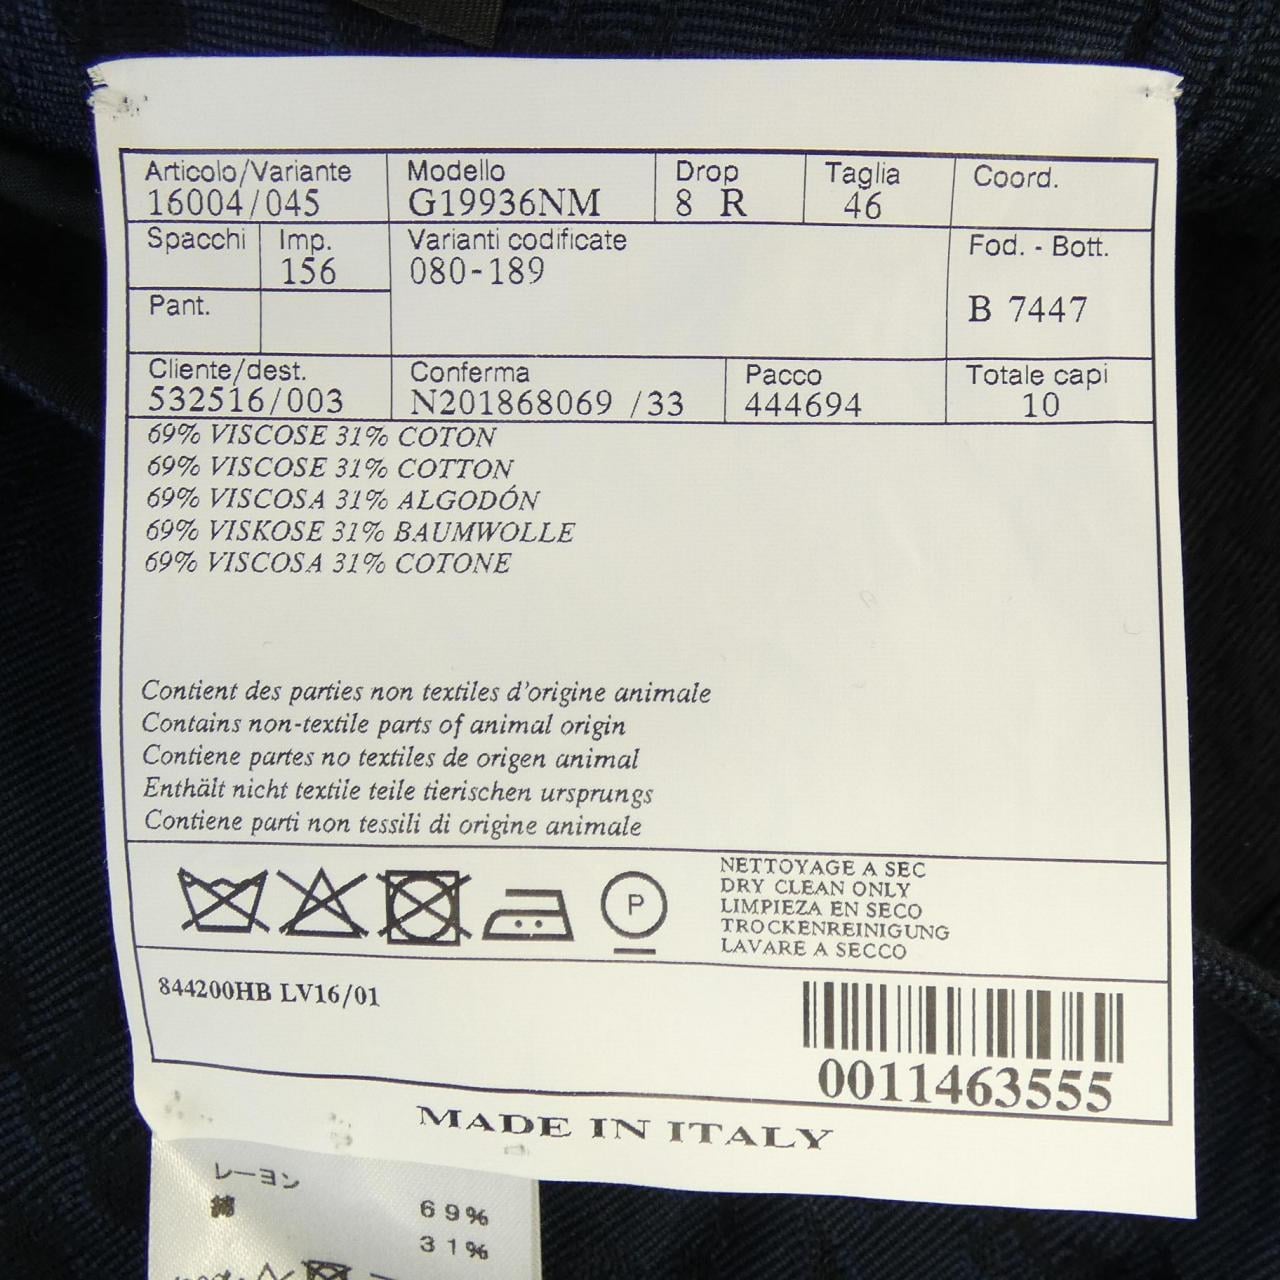 Articolo/Variante Modello Drop Taglia Coord.
16004/045 G19936NM 8 R 46
Spacchi Imp. Varianti codificate Fod. - Bott.
156 080-189
Pant. B 7447
Cliente/dest. Conferma Pacco Totale capi
532516/003 N201868069 /33 444694 10
69% VISCOSE 31% COTON
69% VISCOSE 31% COTTON
69% VISCOSA 31% ALGODÓN
69% VISKOSE 31% BAUMWOLLE
69% VISCOSA 31% COTONE
Contient des parties non textiles d'origine animale
Contains non-textile parts of animal origin
Contiene partes no textiles de origen animal
Enthält nicht textile teile tierischen ursprungs
Contiene parti non tessili di origine animale
P
NETTOYAGE A SEC
DRY CLEAN ONLY
LIMPIEZA EN SECO
TROCKENREINIGUNG
LAVARE A SECCO
844200HB LV16/01
0011463555
MADE IN ITALY
レーヨン 69%
綿 31%